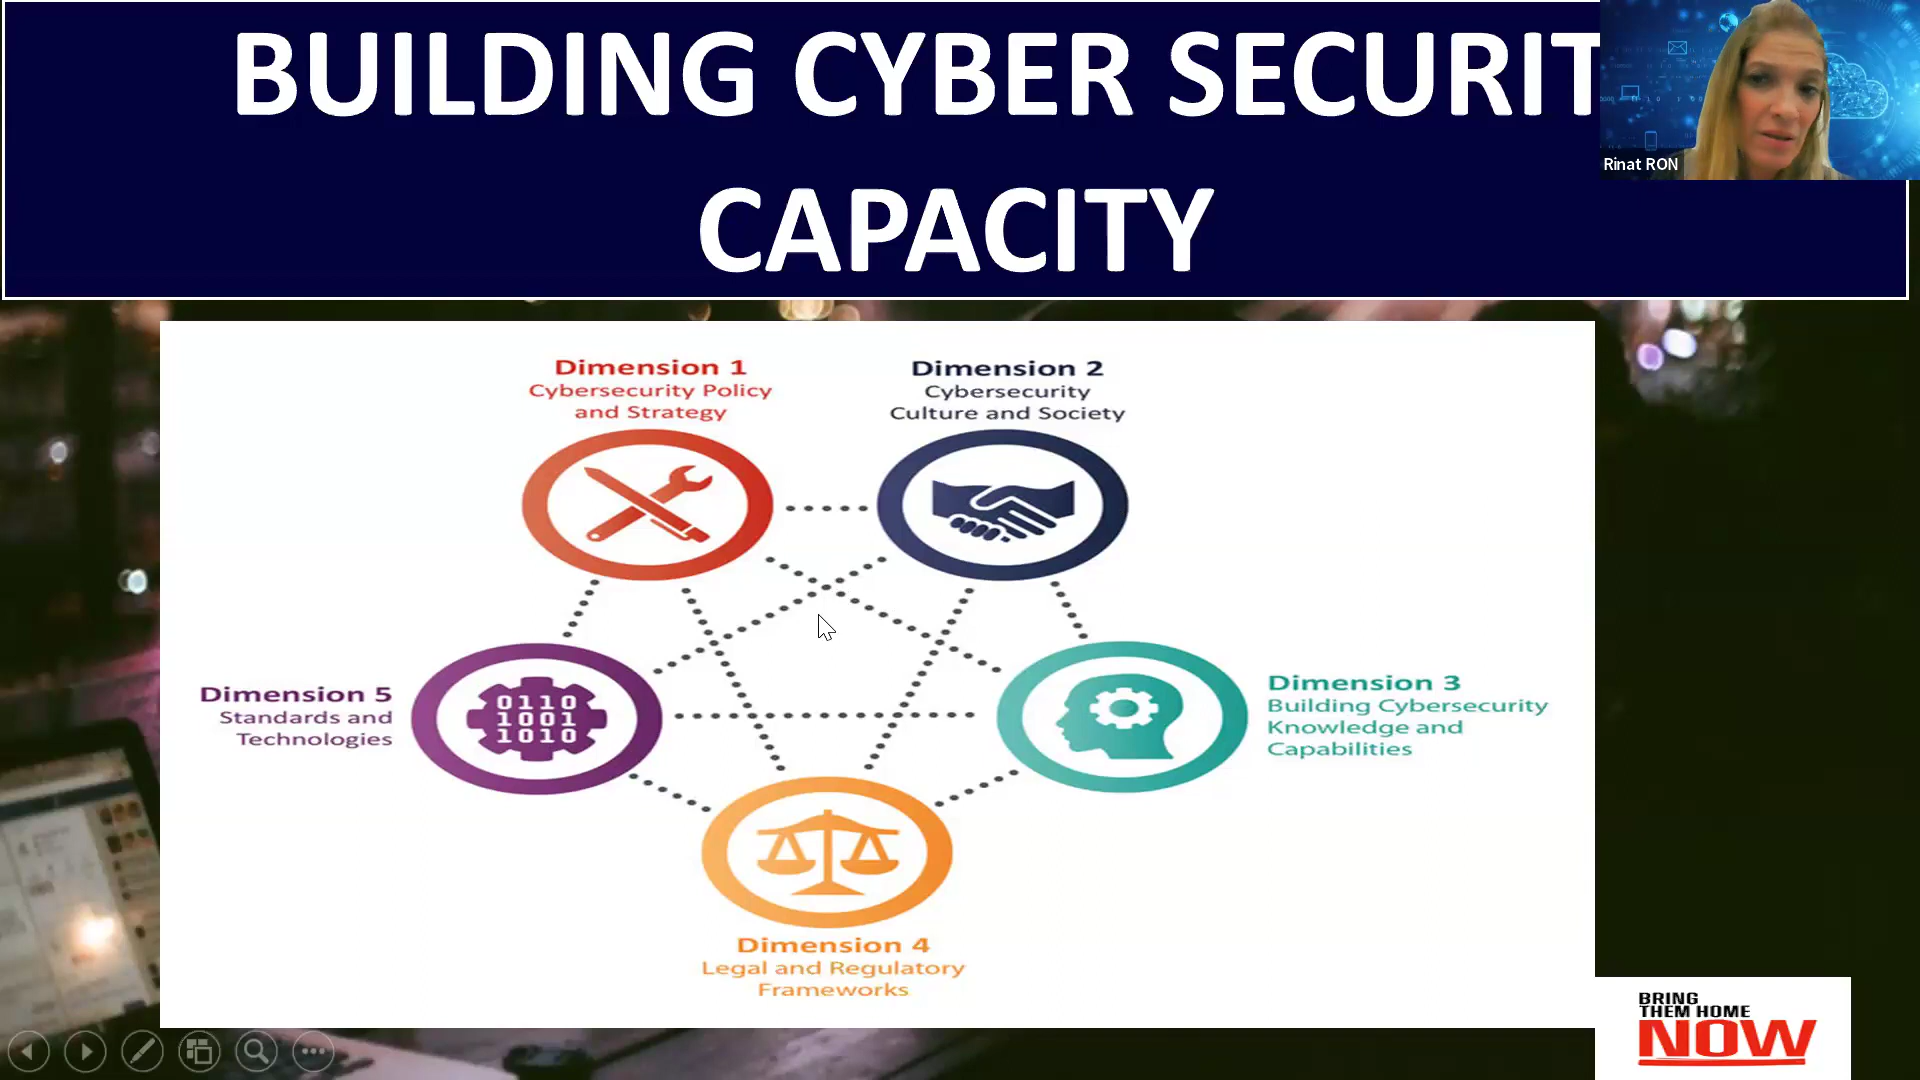 BUILDING CYBER SECURIT
CAPACITY
Rinat RON
Dimension 1
Cybersecurity Policy
and Strategy
Dimension 2
Cybersecurity
Culture and Society
Dimension 5
Standards and
Technologies
0110
1001
1010
Dimension 3
Building Cybersecurity
Knowledge and
Capabilities
Dimension 4
Legal and Regulatory
Frameworks
BRING
THEM HOME
NOW